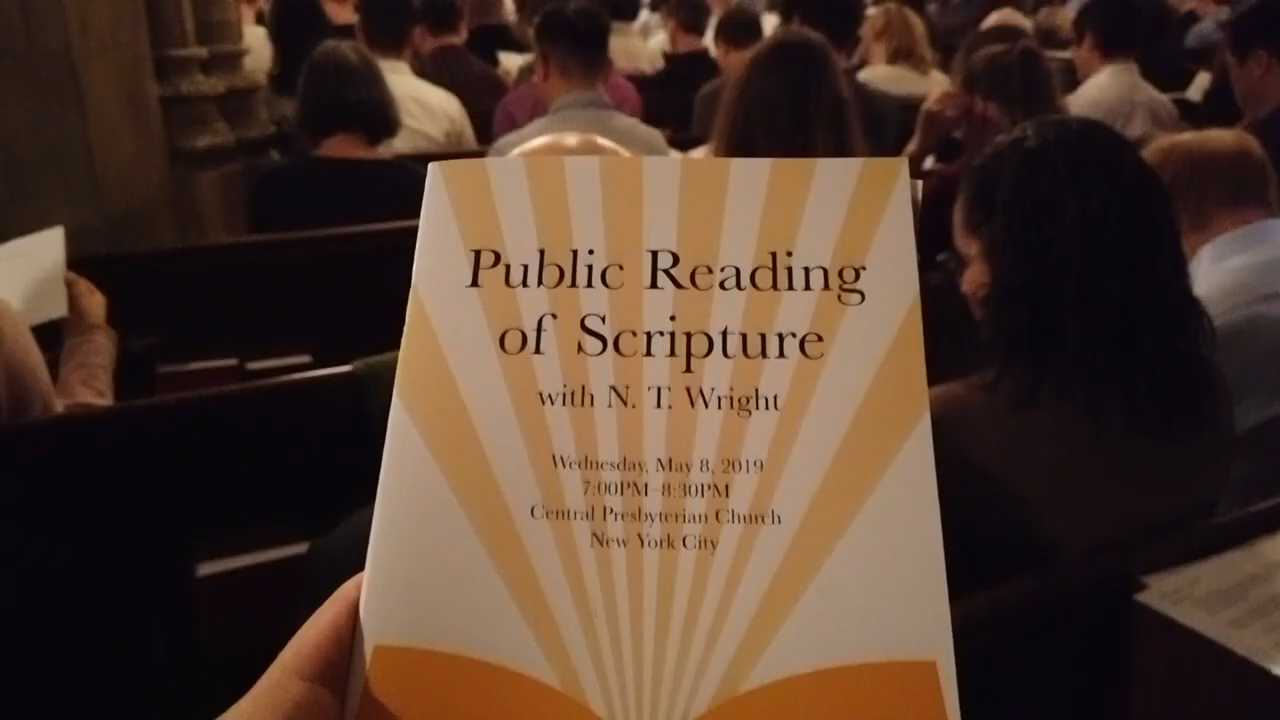 Public Reading
of Scripture
with N. T. Wright
Wednesday, May 8, 2019
7:00PM–8:30PM
Central Presbyterian Church
New York City